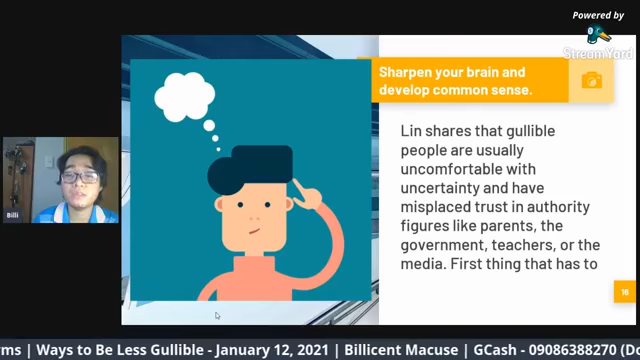 Powered by
StreamYard
Sharpen your brain and
develop common sense.
Lin shares that gullible
people are usually
uncomfortable with
uncertainty and have
misplaced trust in authority
figures like parents, the
government, teachers, or the
media. First thing that has to
Billi
16
rms | Ways to Be Less Gullible - January 12, 2021 | Billicent Macuse | GCash - 09086388270 (Do